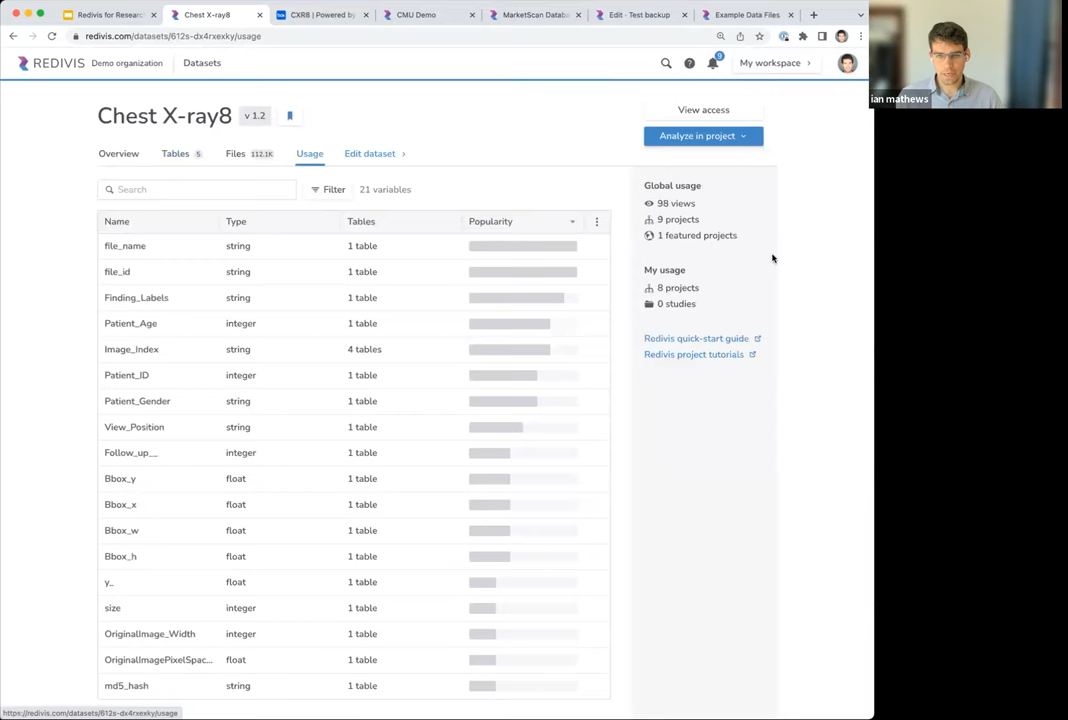 Redivis for Researc
Chest X-ray8
CXR8 | Powered by
CMU Demo
MarketScan Databa
Edit · Test backup
Example Data Files
redivis.com/datasets/612s-dx4rxexky/usage
REDIVIS
Demo organization
Datasets
9
My workspace
ian mathews
Chest X-ray8
v 1.2
View access
Analyze in project
Overview
Tables 5
Files 112.1K
Usage
Edit dataset
Search
Filter
21 variables
Name Type Tables Popularity
file_name string 1 table
file_id string 1 table
Finding_Labels string 1 table
Patient_Age integer 1 table
Image_Index string 4 tables
Patient_ID integer 1 table
Patient_Gender string 1 table
View_Position string 1 table
Follow_up__ integer 1 table
Bbox_y float 1 table
Bbox_x float 1 table
Bbox_w float 1 table
Bbox_h float 1 table
y_ float 1 table
size integer 1 table
OriginalImage_Width integer 1 table
OriginalImagePixelSpac... float 1 table
md5_hash string 1 table
Global usage
98 views
9 projects
1 featured projects
My usage
8 projects
0 studies
Redivis quick-start guide
Redivis project tutorials
https://redivis.com/datasets/612s-dx4rxexky/usage